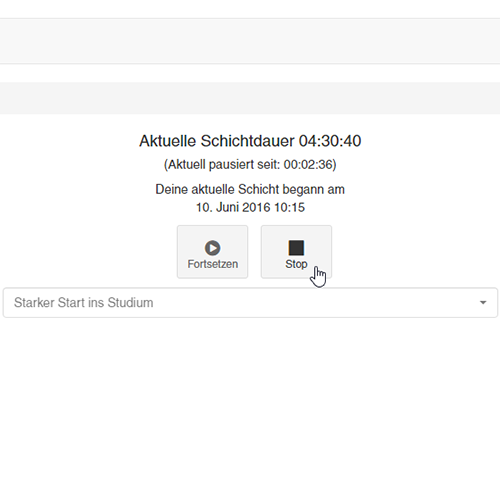 Aktuelle Schichtdauer 04:30:40
(Aktuell pausiert seit: 00:02:36)
Deine aktuelle Schicht begann am
10. Juni 2016 10:15
Fortsetzen
Stop
Starker Start ins Studium